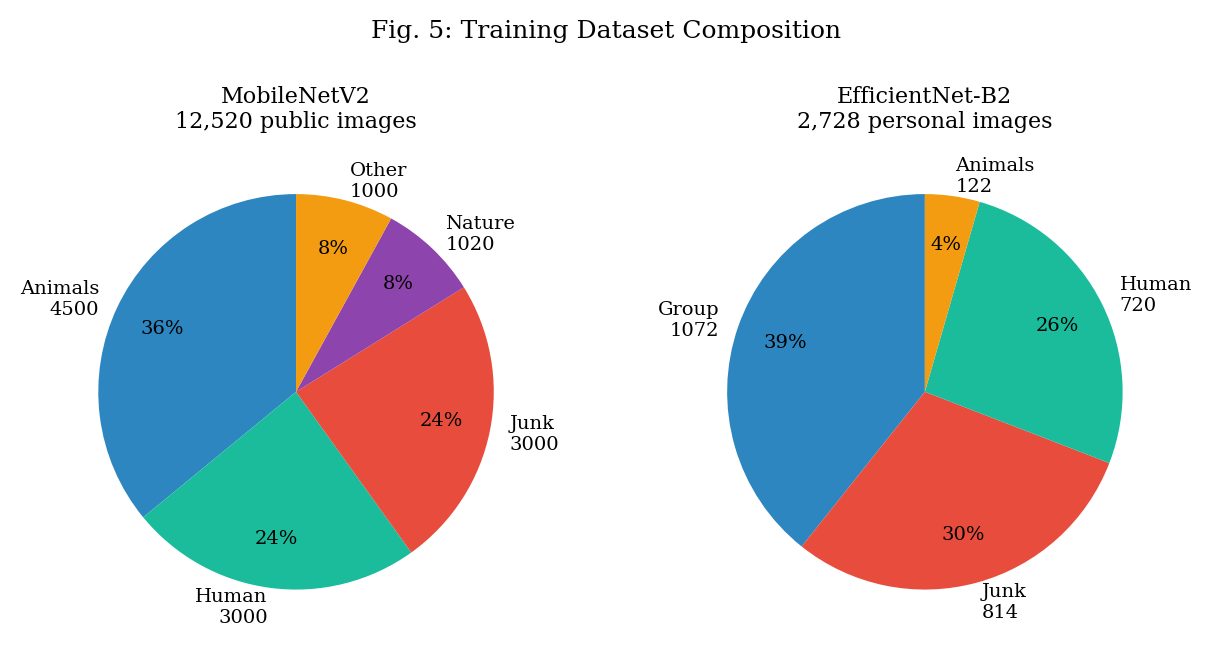 Fig. 5: Training Dataset Composition
MobileNetV2
12,520 public images
Other
1000
Nature
1020
Animals
4500
Junk
3000
Human
3000
8%
8%
36%
24%
24%
EfficientNet-B2
2,728 personal images
Animals
122
Human
720
Group
1072
Junk
814
4%
26%
39%
30%